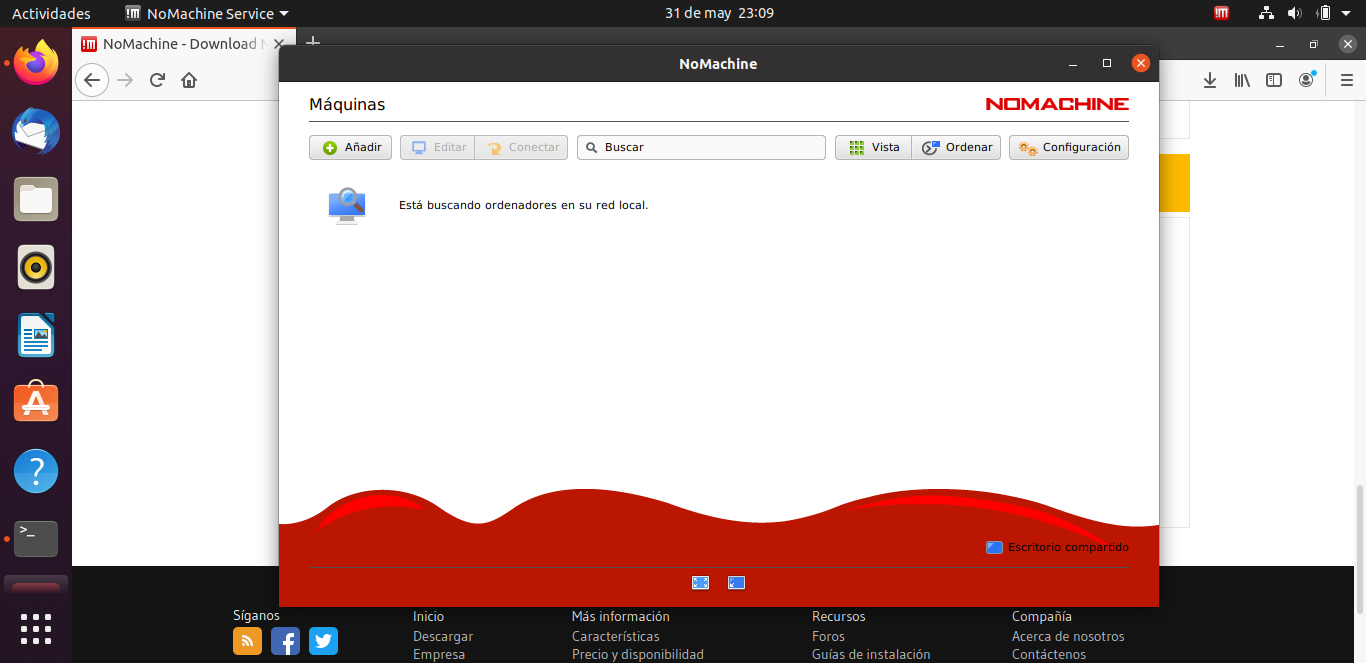 Actividades
NoMachine Service
31 de may 23:09
NoMachine - Download N
NoMachine
Máquinas
NOMACHINE
Añadir
Editar
Conectar
Buscar
Vista
Ordenar
Configuración
Está buscando ordenadores en su red local.
Escritorio compartido
Síganos
Inicio
Más información
Recursos
Compañía
Descargar
Características
Foros
Acerca de nosotros
Empresa
Precio y disponibilidad
Guías de instalación
Contáctenos